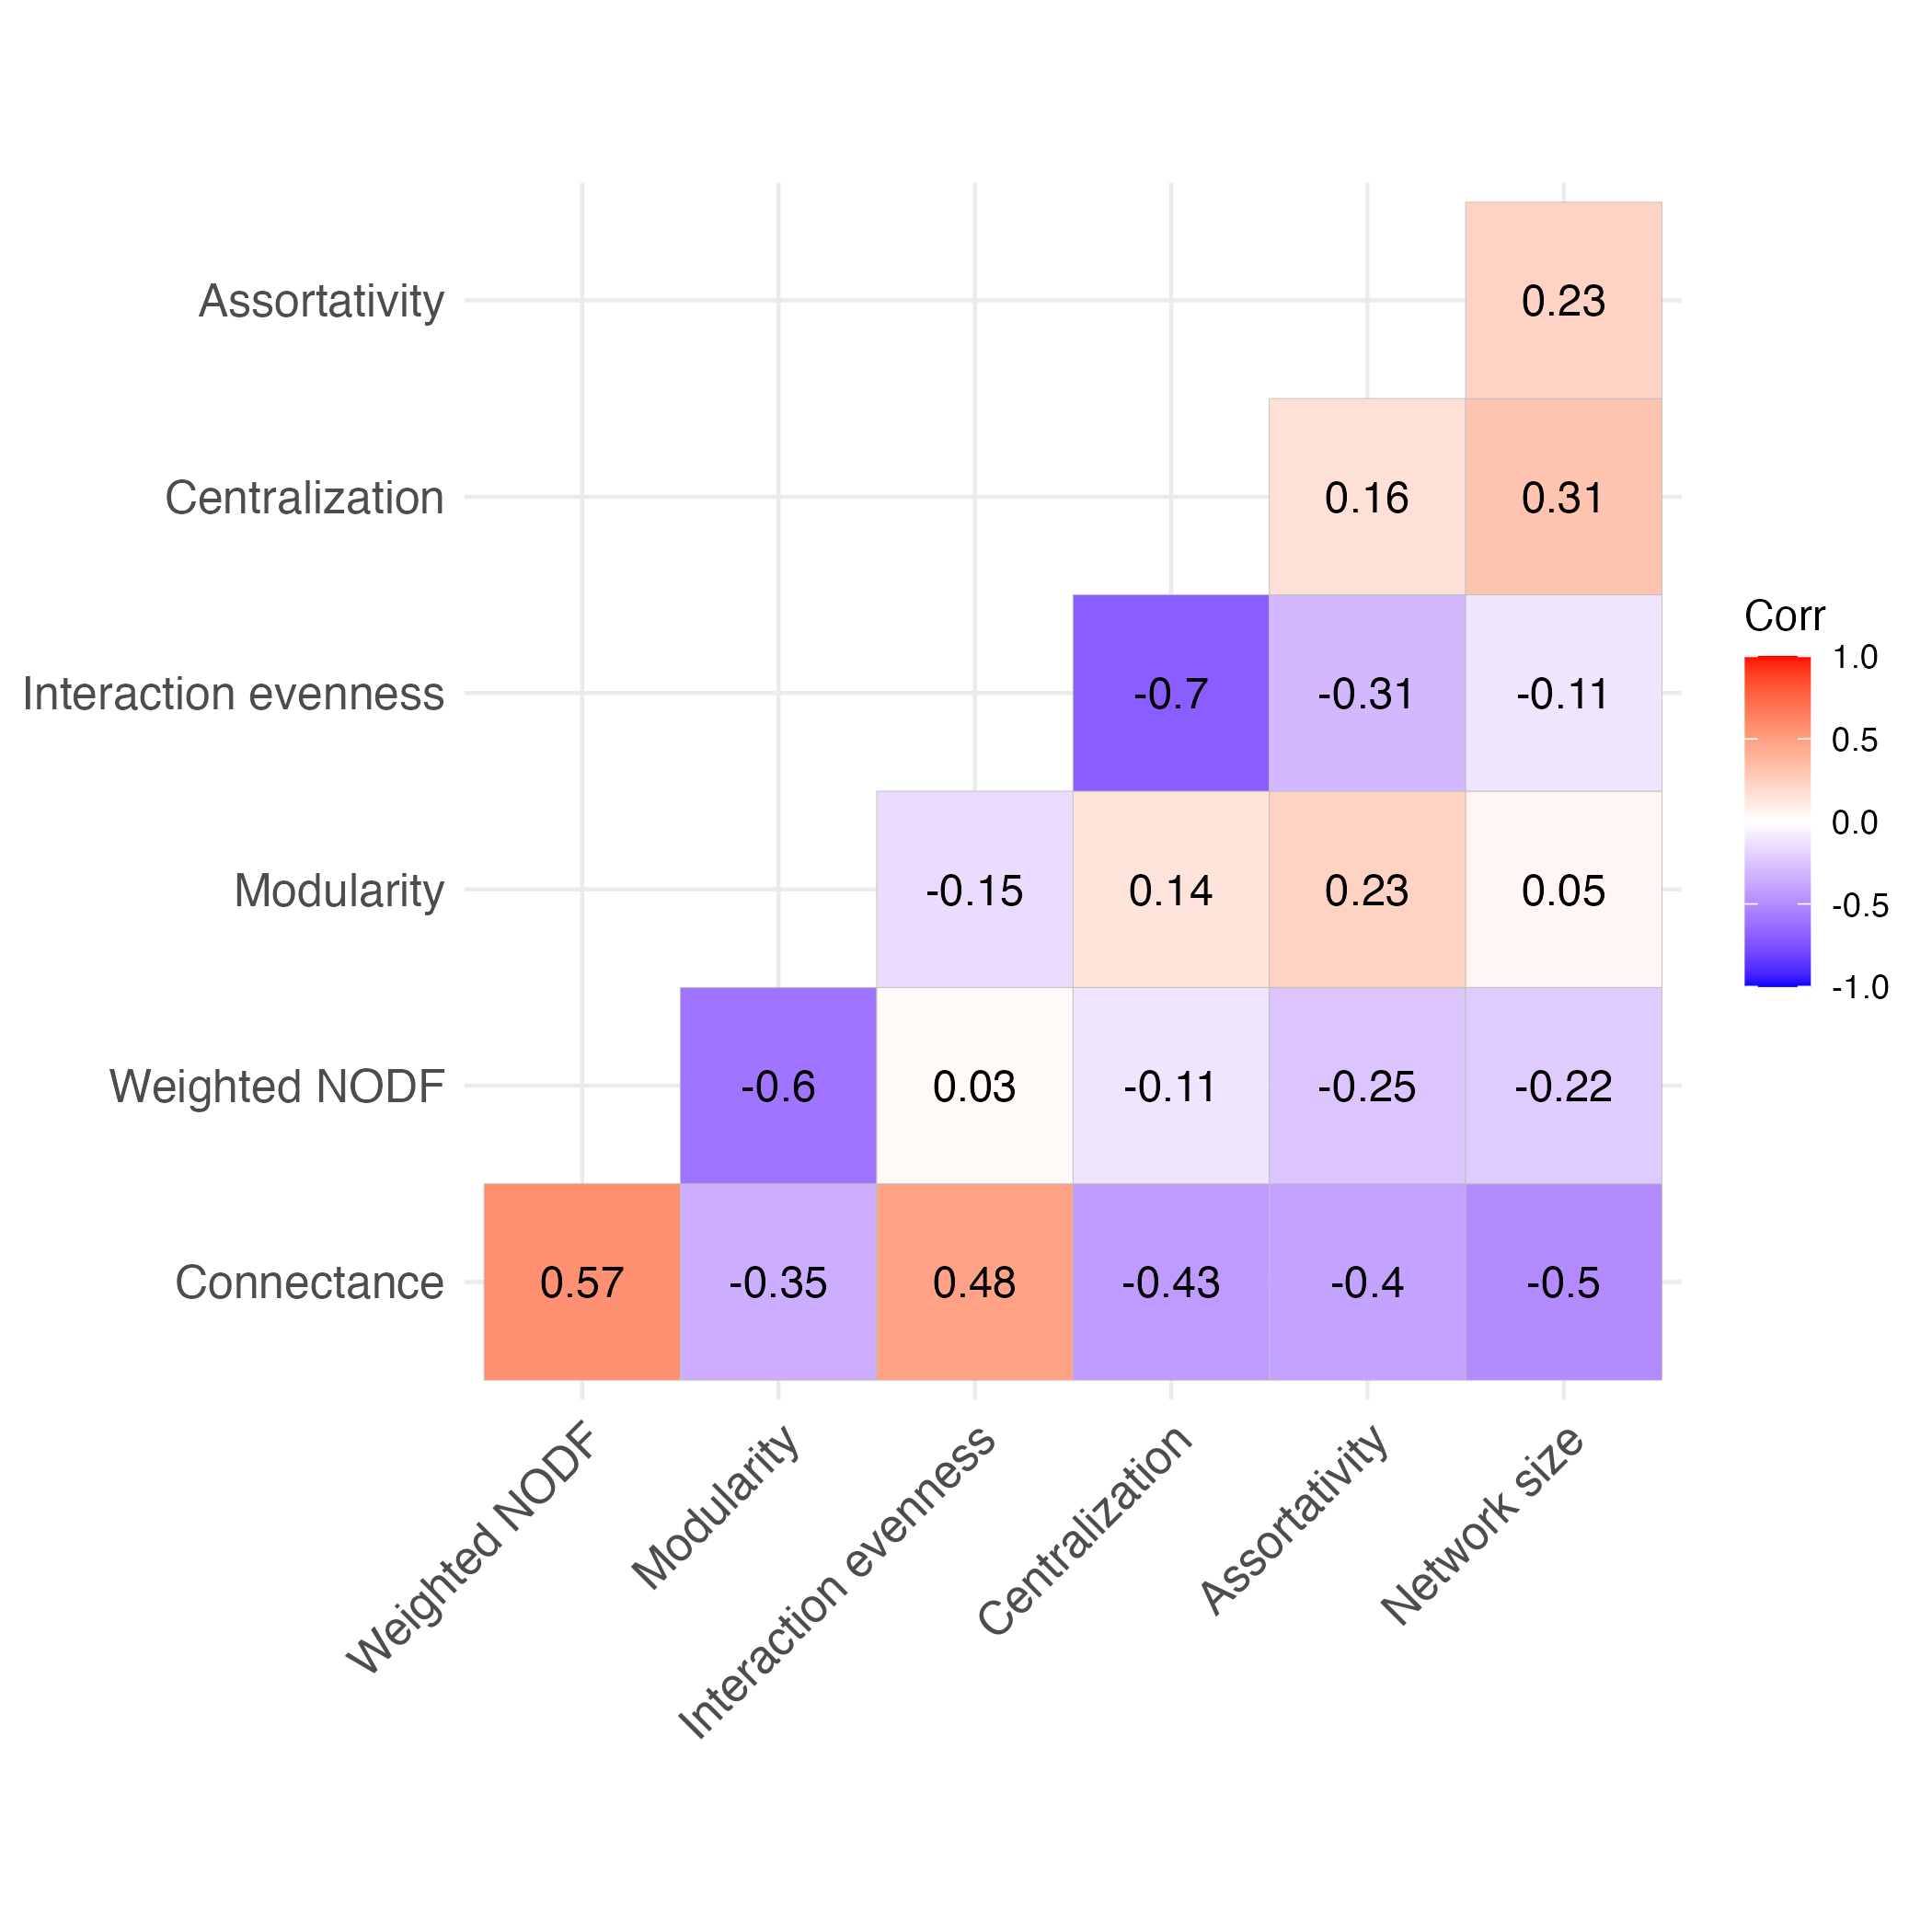 Assortativity 0.23
Centralization 0.16 0.31
Interaction evenness -0.7 -0.31 -0.11
Modularity -0.15 0.14 0.23 0.05
Weighted NODF -0.6 0.03 -0.11 -0.25 -0.22
Connectance 0.57 -0.35 0.48 -0.43 -0.4 -0.5
Weighted NODF
Modularity
Interaction evenness
Centralization
Assortativity
Network size
Corr
1.0
0.5
0.0
-0.5
-1.0